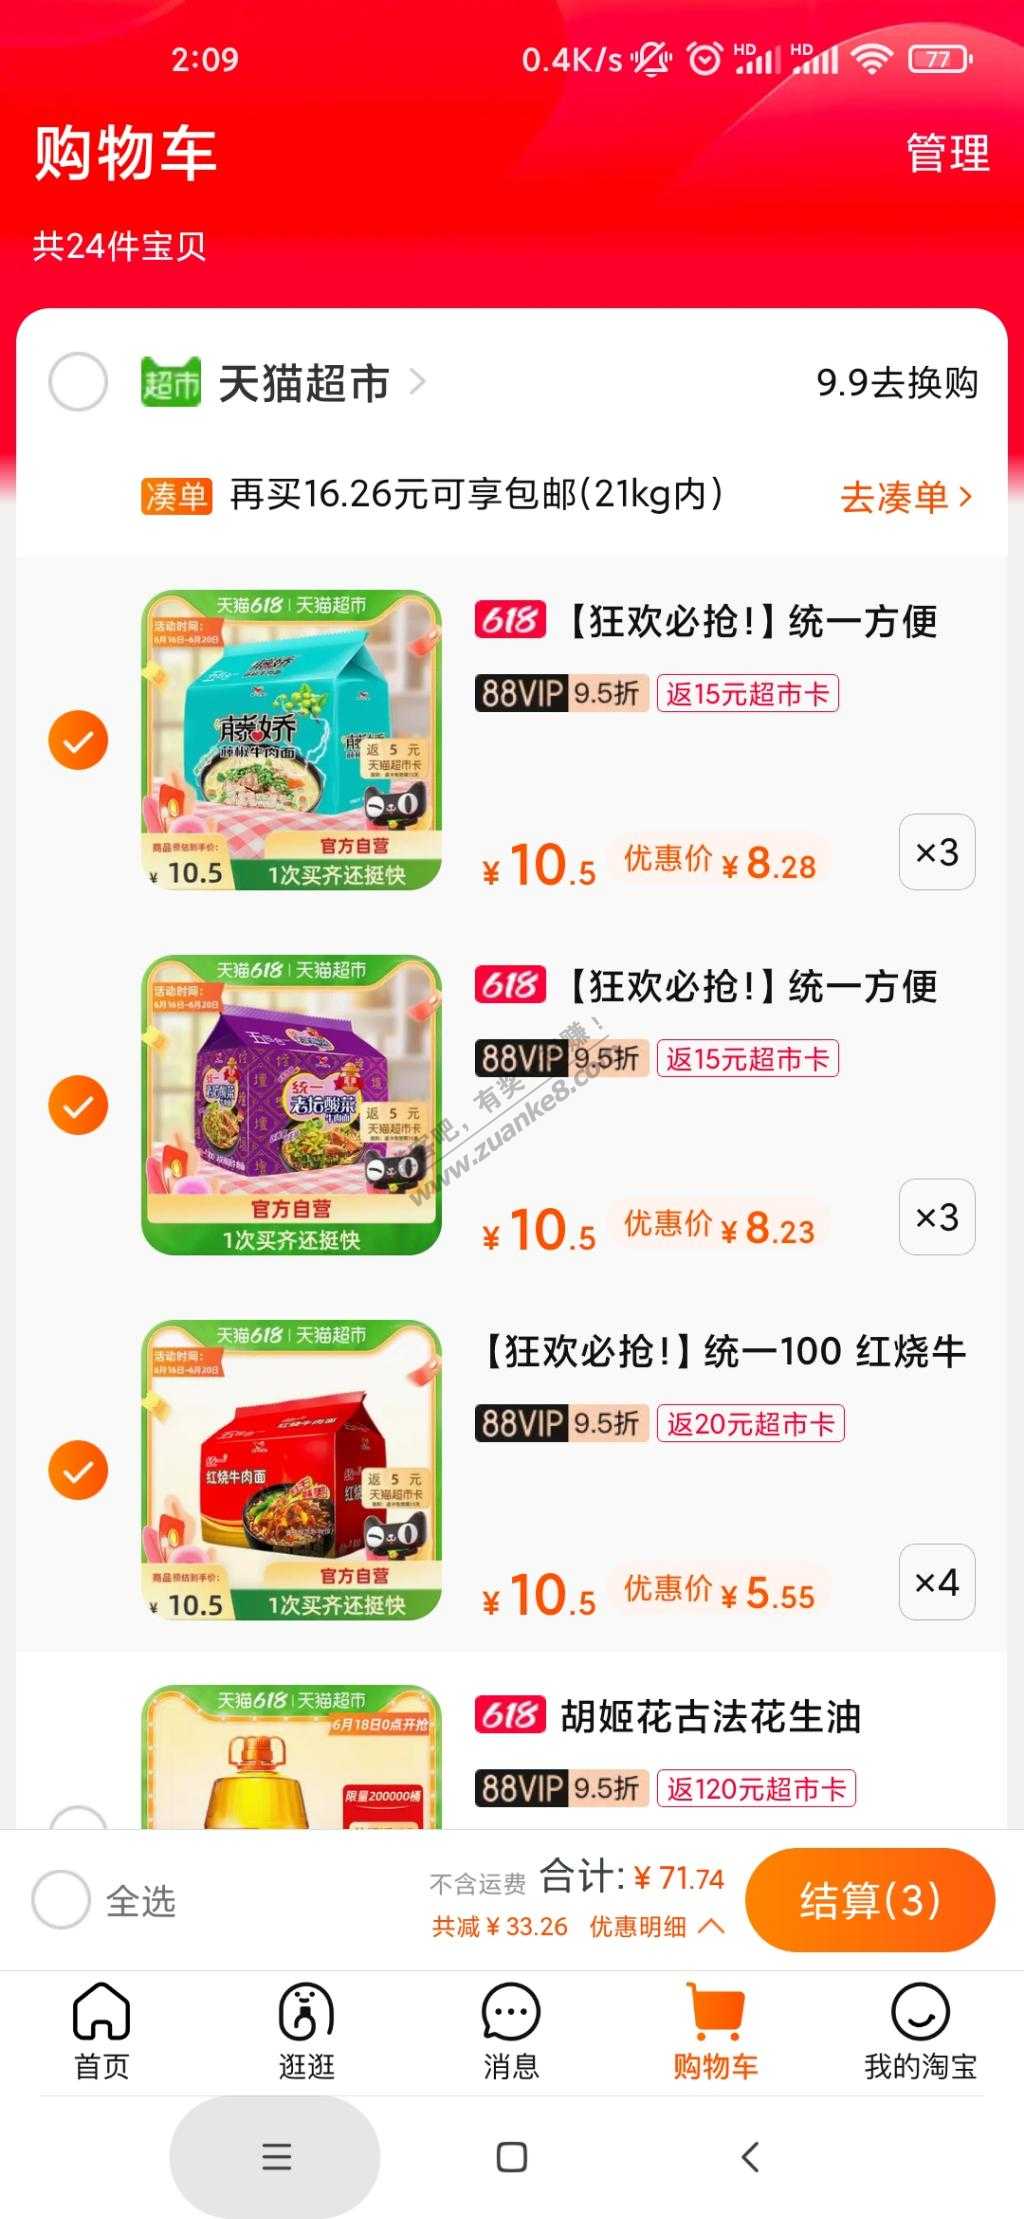 2:09
0.4K/s HD HD 77
购物车
管理
共24件宝贝
超市 天猫超市
9.9去换购
凑单 再买16.26元可享包邮(21kg内)
去凑单
天猫618 | 天猫超市
活动时间:
6月16日-6月20日
藤娇
藤椒牛肉面
返 5 元
天猫超市卡
商品预估到手价:
¥ 10.5
官方自营
1次买齐还挺快
618 【狂欢必抢!】统一方便
88VIP 9.5折 返15元超市卡
¥ 10.5 优惠价 ¥ 8.28
×3
天猫618 | 天猫超市
活动时间:
6月16日-6月20日
统一
老坛酸菜
牛肉面
返 5 元
天猫超市卡
官方自营
1次买齐还挺快
618 【狂欢必抢!】统一方便
88VIP 9.5折 返15元超市卡
¥ 10.5 优惠价 ¥ 8.23
×3
有奖
赚!
www.zuanke8.com
天猫618 | 天猫超市
活动时间:
6月16日-6月20日
红烧牛肉面
返 5 元
天猫超市卡
商品预估到手价:
¥ 10.5
官方自营
1次买齐还挺快
【狂欢必抢!】统一100 红烧牛
88VIP 9.5折 返20元超市卡
¥ 10.5 优惠价 ¥ 5.55
×4
天猫618 | 天猫超市
6月18日0点开抢
限量200000桶
618 胡姬花古法花生油
88VIP 9.5折 返120元超市卡
全选
不含运费 合计: ¥ 71.74
共减 ¥ 33.26 优惠明细
结算(3)
首页
逛逛
消息
购物车
我的淘宝